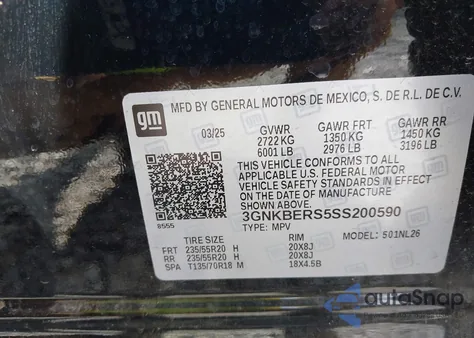 gm
MFD BY GENERAL MOTORS DE MEXICO, S. DE R.L. DE C.V.
03/25 GVWR GAWR FRT GAWR RR
2722 KG 1350 KG 1450 KG
6001 LB 2976 LB 3196 LB
THIS VEHICLE CONFORMS TO ALL
APPLICABLE U.S. FEDERAL MOTOR
VEHICLE SAFETY STANDARDS IN EFFECT
ON THE DATE OF MANUFACTURE
SHOWN ABOVE.
3GNKBERS5SS200590
8555 TYPE: MPV
TIRE SIZE RIM MODEL: 501NL26
FRT 235/55R20 H 20X8J
RR 235/55R20 H 20X8J
SPA T135/70R18 M 18X4.5B
autoSnap